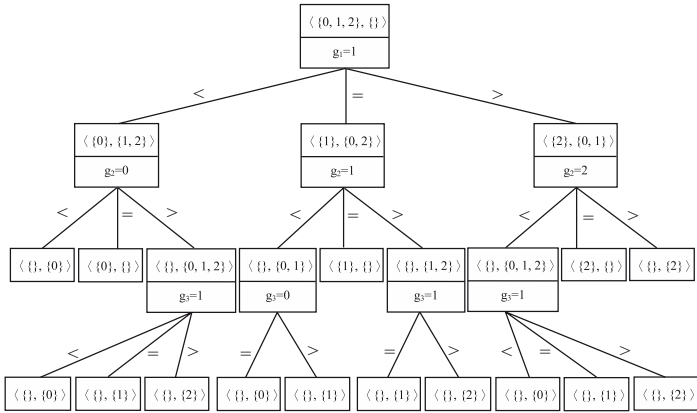 ⟨ {0, 1, 2}, {} ⟩
g₁=1
< = >
⟨ {0}, {1, 2} ⟩ ⟨ {1}, {0, 2} ⟩ ⟨ {2}, {0, 1} ⟩
g₂=0 g₂=1 g₂=2
< = > < = > < = >
⟨ {}, {0} ⟩ ⟨ {0}, {} ⟩ ⟨ {}, {0, 1, 2} ⟩ ⟨ {}, {0, 1} ⟩ ⟨ {1}, {} ⟩ ⟨ {}, {1, 2} ⟩ ⟨ {}, {0, 1, 2} ⟩ ⟨ {2}, {} ⟩ ⟨ {}, {2} ⟩
g₃=1 g₃=0 g₃=1 g₃=1
< = > = > = > < = >
⟨ {}, {0} ⟩ ⟨ {}, {1} ⟩ ⟨ {}, {2} ⟩ ⟨ {}, {0} ⟩ ⟨ {}, {1} ⟩ ⟨ {}, {1} ⟩ ⟨ {}, {2} ⟩ ⟨ {}, {0} ⟩ ⟨ {}, {1} ⟩ ⟨ {}, {2} ⟩